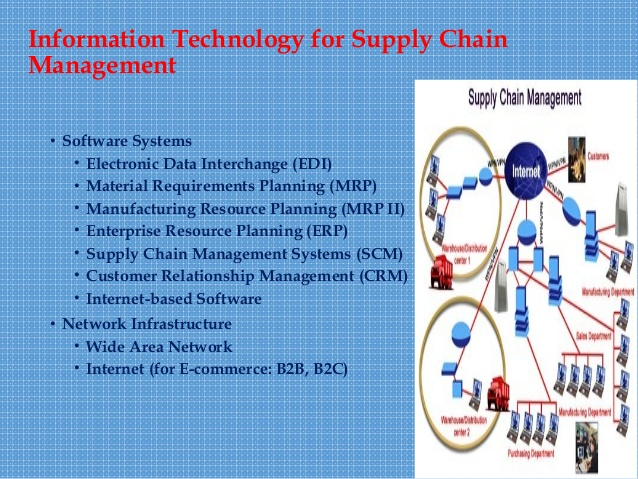 Information Technology for Supply Chain
Management
• Software Systems
• Electronic Data Interchange (EDI)
• Material Requirements Planning (MRP)
• Manufacturing Resource Planning (MRP II)
• Enterprise Resource Planning (ERP)
• Supply Chain Management Systems (SCM)
• Customer Relationship Management (CRM)
• Internet-based Software
• Network Infrastructure
• Wide Area Network
• Internet (for E-commerce: B2B, B2C)
Supply Chain Management
Internet
Customers
Warehouse/Distribution
center 1
Manufacturing Department
Sales Department
Manufacturing Department
Warehouse/Distribution
center 2
Purchasing Department